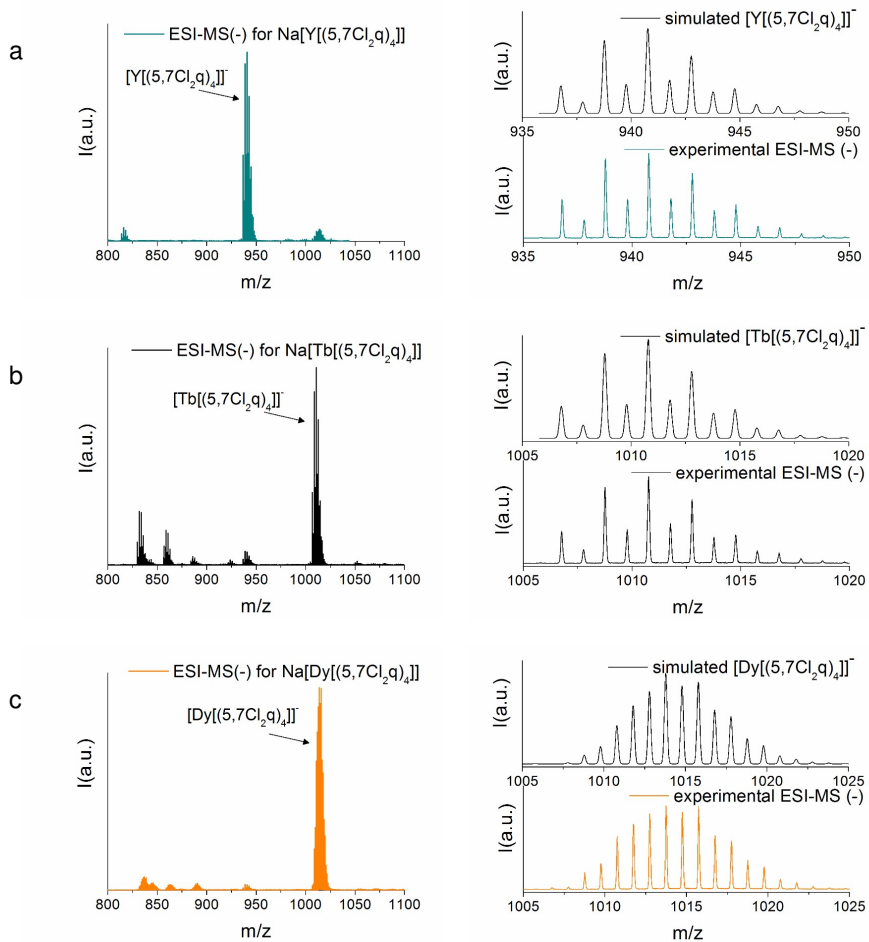 a
ESI-MS(-) for Na[Y[(5,7Cl₂q)₄]]
[Y[(5,7Cl₂q)₄]]⁻
I(a.u.)
800 850 900 950 1000 1050 1100
m/z
simulated [Y[(5,7Cl₂q)₄]]⁻
I(a.u.)
935 940 945 950
experimental ESI-MS (-)
I(a.u.)
935 940 945 950
m/z
b
ESI-MS(-) for Na[Tb[(5,7Cl₂q)₄]]
[Tb[(5,7Cl₂q)₄]]⁻
I(a.u.)
800 850 900 950 1000 1050 1100
m/z
simulated [Tb[(5,7Cl₂q)₄]]⁻
I(a.u.)
1005 1010 1015 1020
experimental ESI-MS (-)
I(a.u.)
1005 1010 1015 1020
m/z
c
ESI-MS(-) for Na[Dy[(5,7Cl₂q)₄]]
[Dy[(5,7Cl₂q)₄]]⁻
I(a.u.)
800 850 900 950 1000 1050 1100
m/z
simulated [Dy[(5,7Cl₂q)₄]]⁻
I(a.u.)
1005 1010 1015 1020 1025
experimental ESI-MS (-)
I(a.u.)
1005 1010 1015 1020 1025
m/z